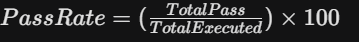 PassRate = (TotalPass / TotalExecuted) × 100